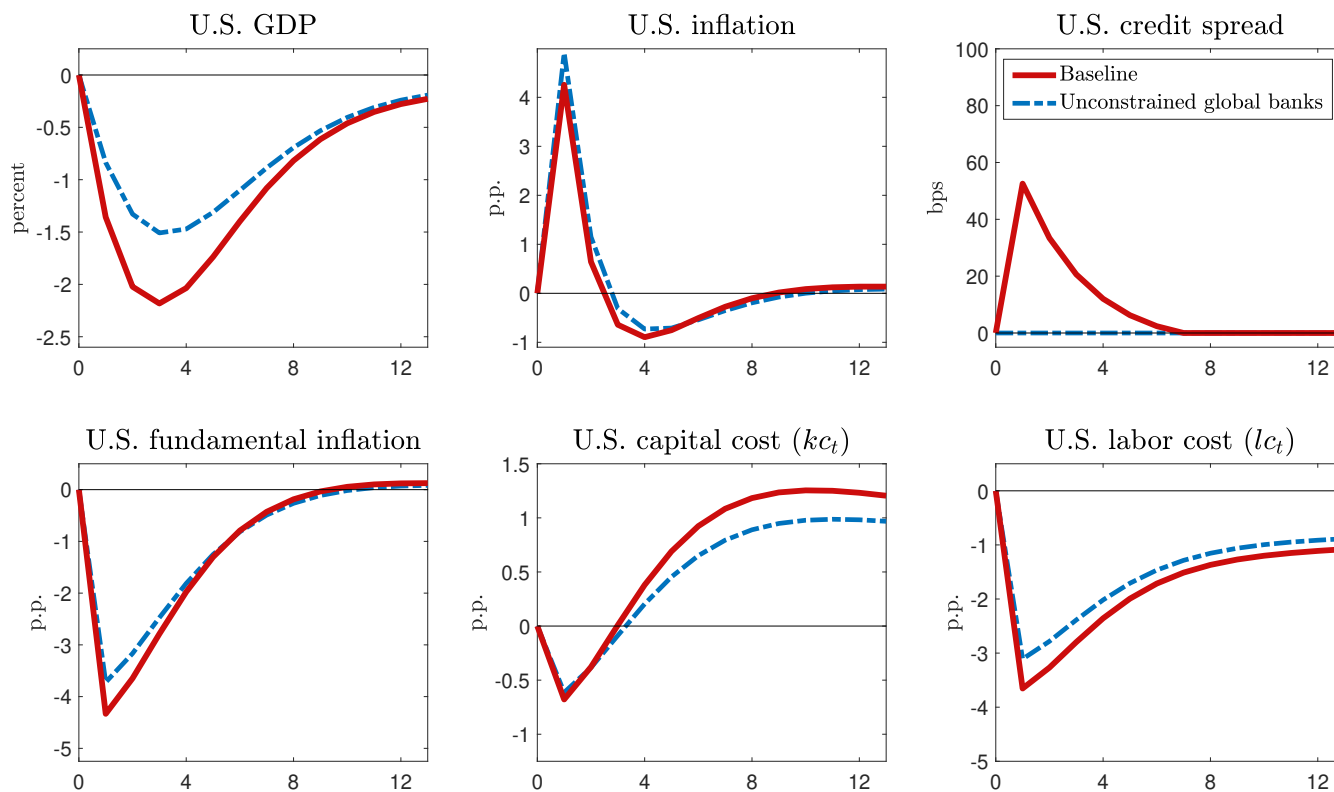 U.S. GDP
U.S. inflation
U.S. credit spread
percent
0
-0.5
-1
-1.5
-2
-2.5
0 4 8 12
p.p.
4
3
2
1
0
-1
0 4 8 12
bps
100
80
60
40
20
0
0 4 8 12
Baseline
Unconstrained global banks
U.S. fundamental inflation
U.S. capital cost (kcₜ)
U.S. labor cost (lcₜ)
p.p.
0
-1
-2
-3
-4
-5
0 4 8 12
p.p.
1.5
1
0.5
0
-0.5
-1
0 4 8 12
p.p.
0
-1
-2
-3
-4
-5
0 4 8 12